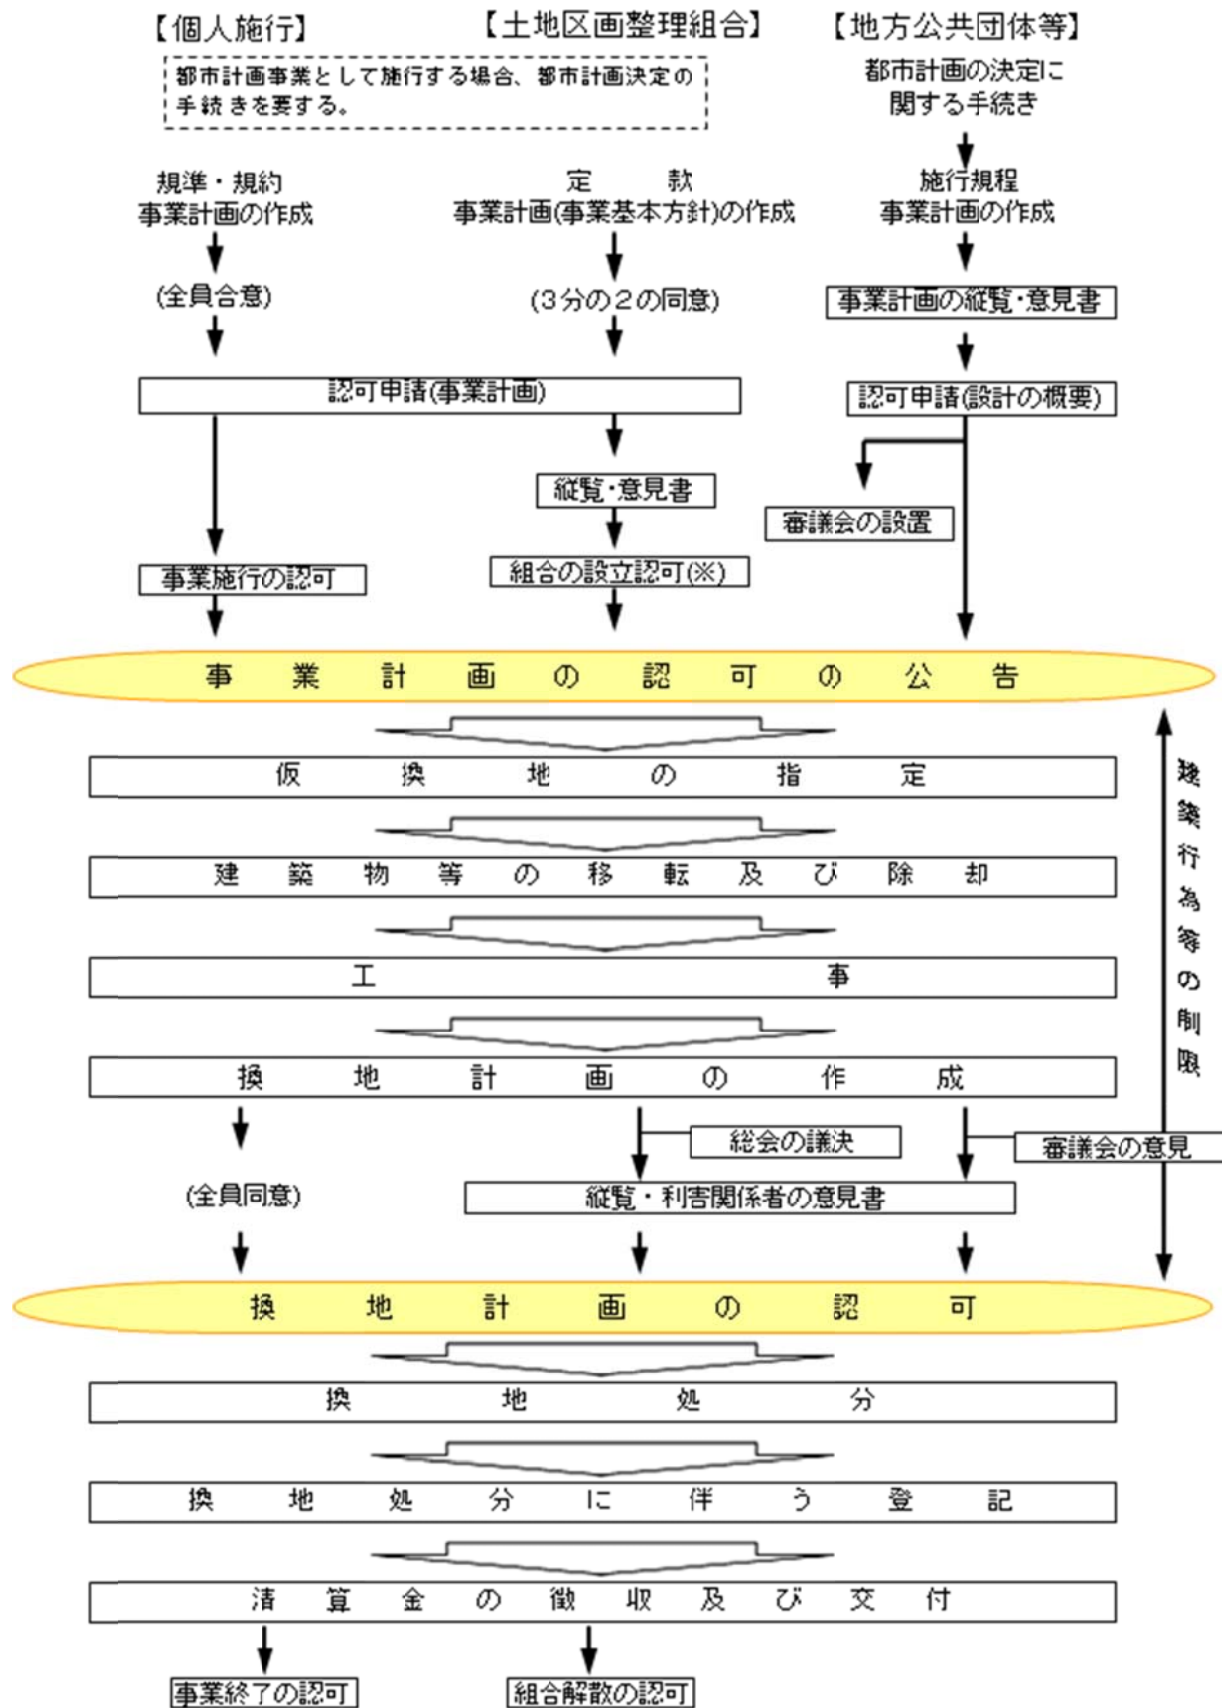 【個人施行】
【土地区画整理組合】
【地方公共団体等】
都市計画事業として施行する場合、都市計画決定の
手続きを要する。
都市計画の決定に
関する手続き
規準・規約
事業計画の作成
定款
事業計画(事業基本方針)の作成
施行規程
事業計画の作成
(全員合意)
(3分の2の同意)
事業計画の縦覧・意見書
認可申請(事業計画)
認可申請(設計の概要)
縦覧・意見書
審議会の設置
事業施行の認可
組合の設立認可(※)
事業計画の認可の公告
仮換地の指定
建築物等の移転及び除却
工事
換地計画の作成
建築行為等の制限
総会の議決
審議会の意見
(全員同意)
縦覧・利害関係者の意見書
換地計画の認可
換地処分
換地処分に伴う登記
清算金の徴収及び交付
事業終了の認可
組合解散の認可